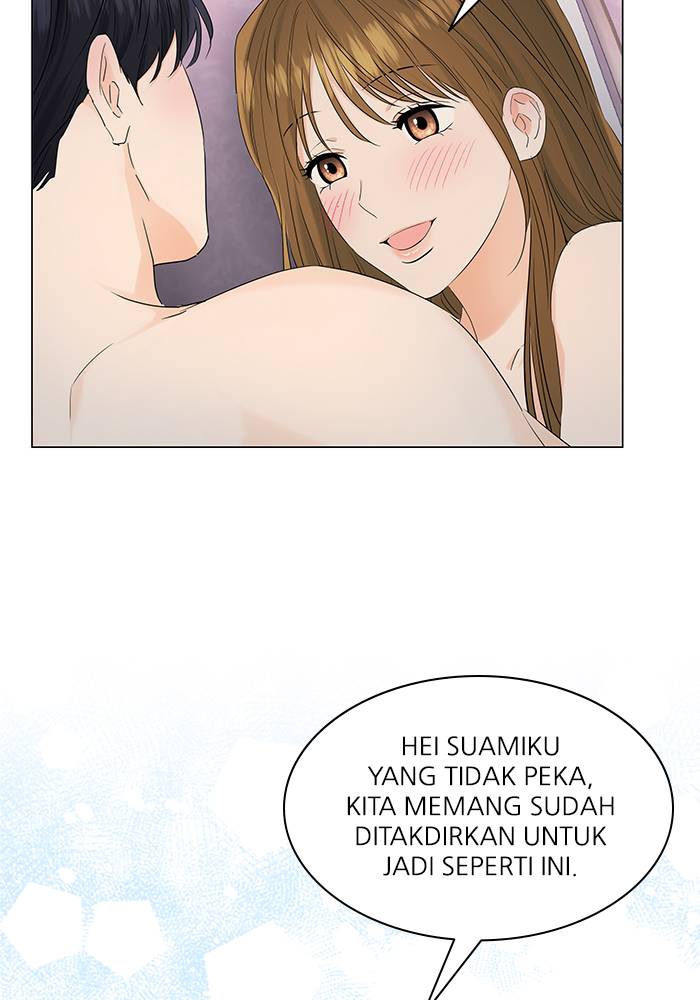 HEI SUAMIKU
YANG TIDAK PEKA,
KITA MEMANG SUDAH
DITAKDIRKAN UNTUK
JADI SEPERTI INI.